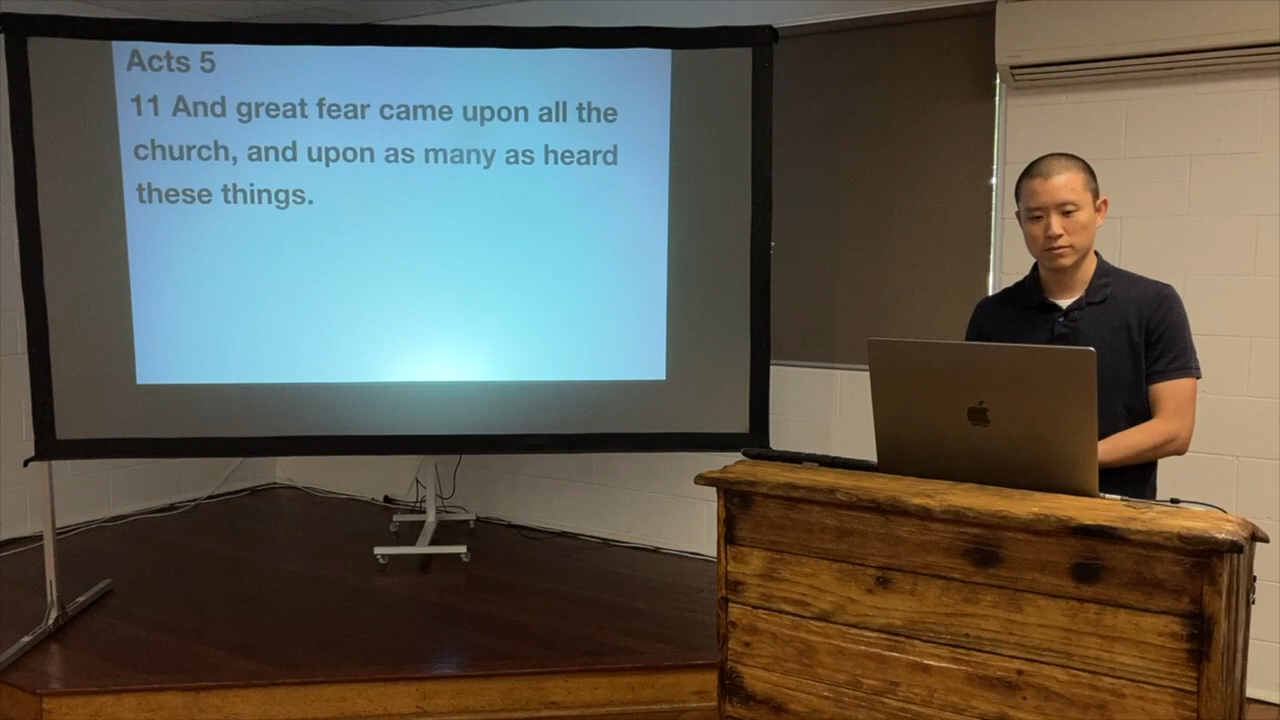 Acts 5
11 And great fear came upon all the
church, and upon as many as heard
these things.